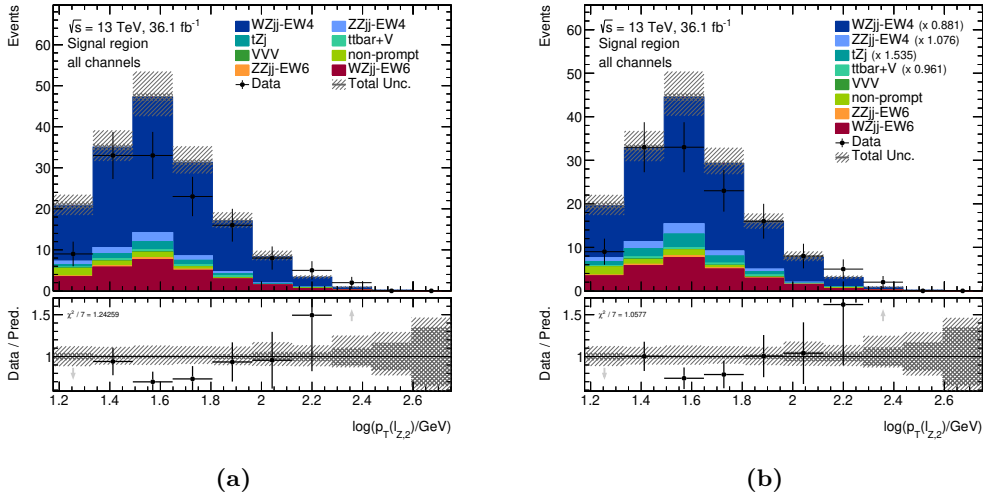 Events
60
50
40
30
20
10
0
√s = 13 TeV, 36.1 fb⁻¹
Signal region
all channels
WZjj-EW4
tZj
VVV
ZZjj-EW6
Data
ZZjj-EW4
ttbar+V
non-prompt
WZjj-EW6
Total Unc.
Data / Pred.
1.5
1
χ² / 7 = 1.24259
1.2 1.4 1.6 1.8 2 2.2 2.4 2.6
log(p_T(l_Z,2)/GeV)
(a)
Events
60
50
40
30
20
10
0
√s = 13 TeV, 36.1 fb⁻¹
Signal region
all channels
WZjj-EW4 (x 0.881)
ZZjj-EW4 (x 1.076)
tZj (x 1.535)
ttbar+V (x 0.961)
VVV
non-prompt
ZZjj-EW6
WZjj-EW6
Data
Total Unc.
Data / Pred.
1.5
1
χ² / 7 = 1.0577
1.2 1.4 1.6 1.8 2 2.2 2.4 2.6
log(p_T(l_Z,2)/GeV)
(b)